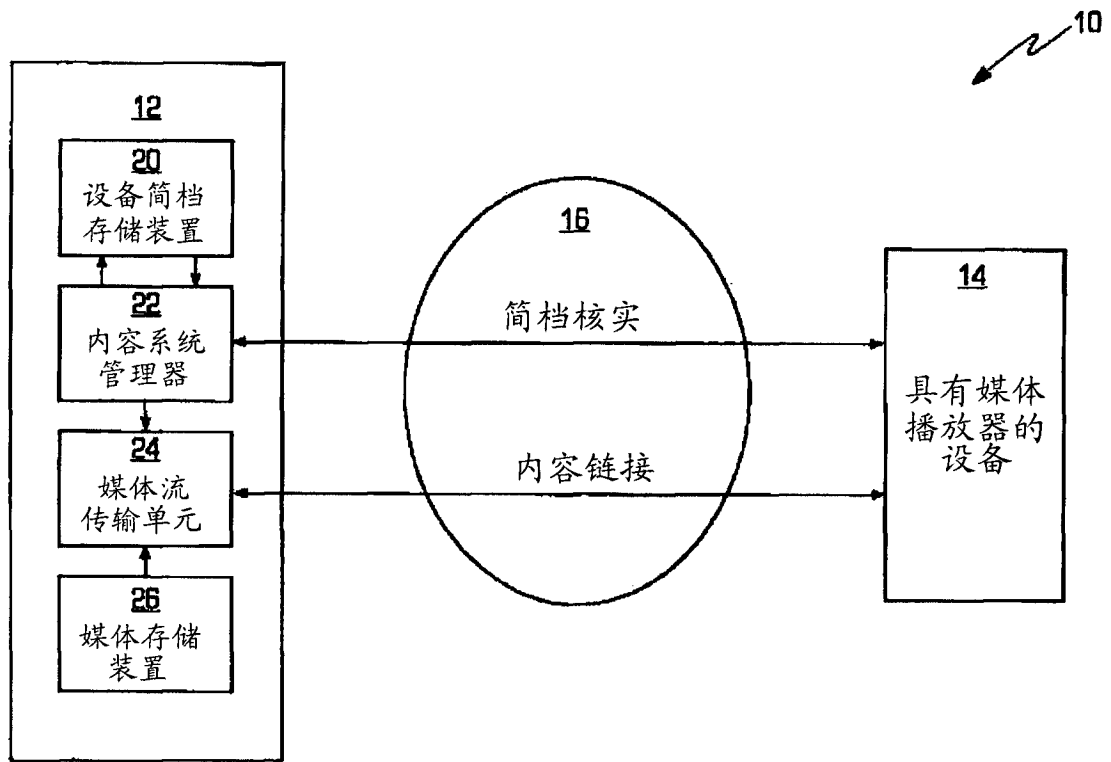 10
12
20
设备简档
存储装置
22
内容系统
管理器
24
媒体流
传输单元
26
媒体存储
装置
16
简档核实
内容链接
14
具有媒体
播放器的
设备